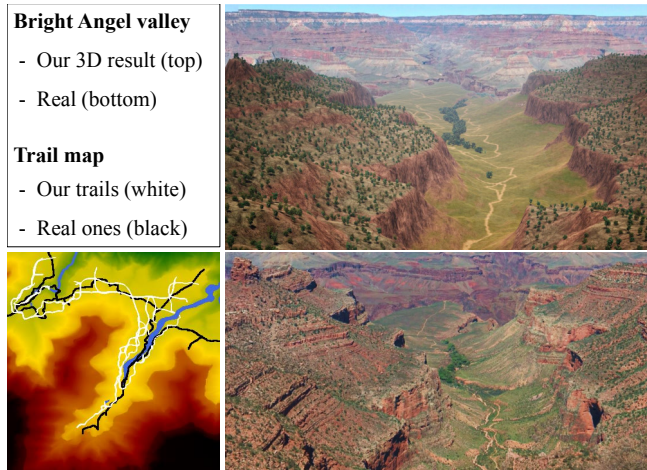 Bright Angel valley
- Our 3D result (top)
- Real (bottom)
Trail map
- Our trails (white)
- Real ones (black)